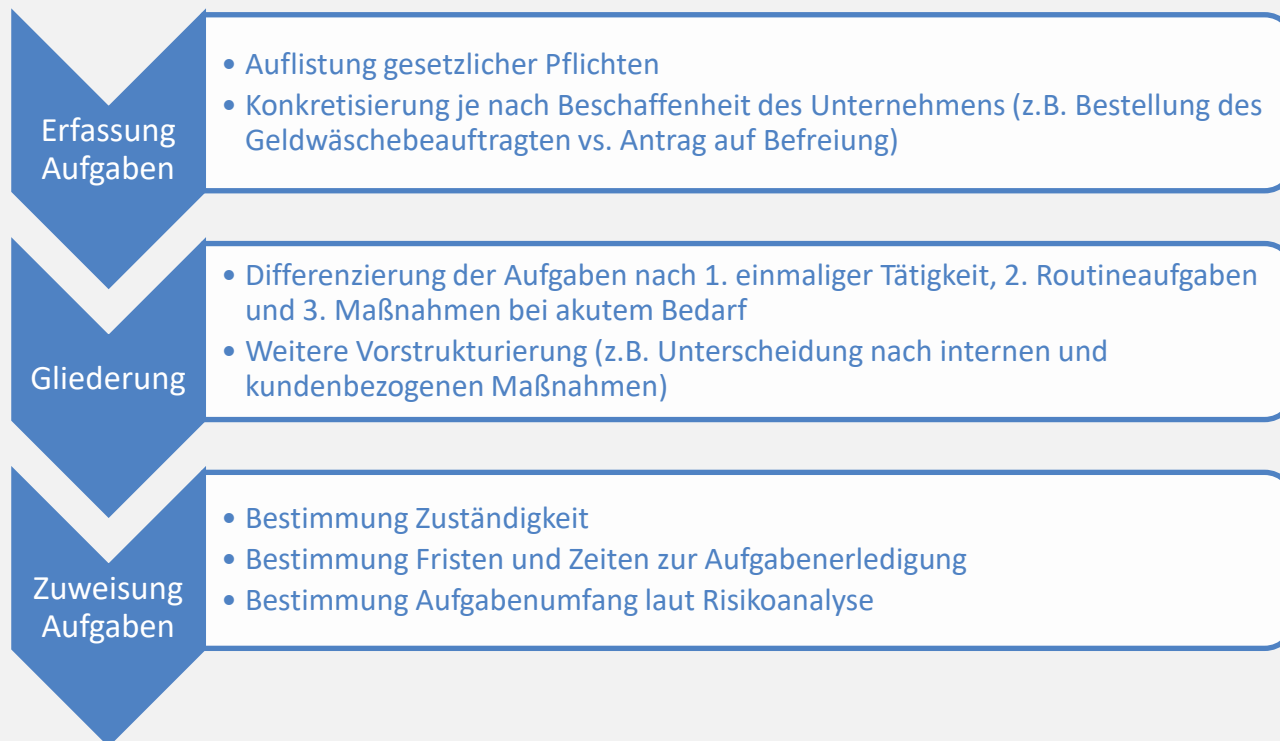 Erfassung
Aufgaben
• Auflistung gesetzlicher Pflichten
• Konkretisierung je nach Beschaffenheit des Unternehmens (z.B. Bestellung des
Geldwäschebeauftragten vs. Antrag auf Befreiung)
Gliederung
• Differenzierung der Aufgaben nach 1. einmaliger Tätigkeit, 2. Routineaufgaben
und 3. Maßnahmen bei akutem Bedarf
• Weitere Vorstrukturierung (z.B. Unterscheidung nach internen und
kundenbezogenen Maßnahmen)
Zuweisung
Aufgaben
• Bestimmung Zuständigkeit
• Bestimmung Fristen und Zeiten zur Aufgabenerledigung
• Bestimmung Aufgabenumfang laut Risikoanalyse